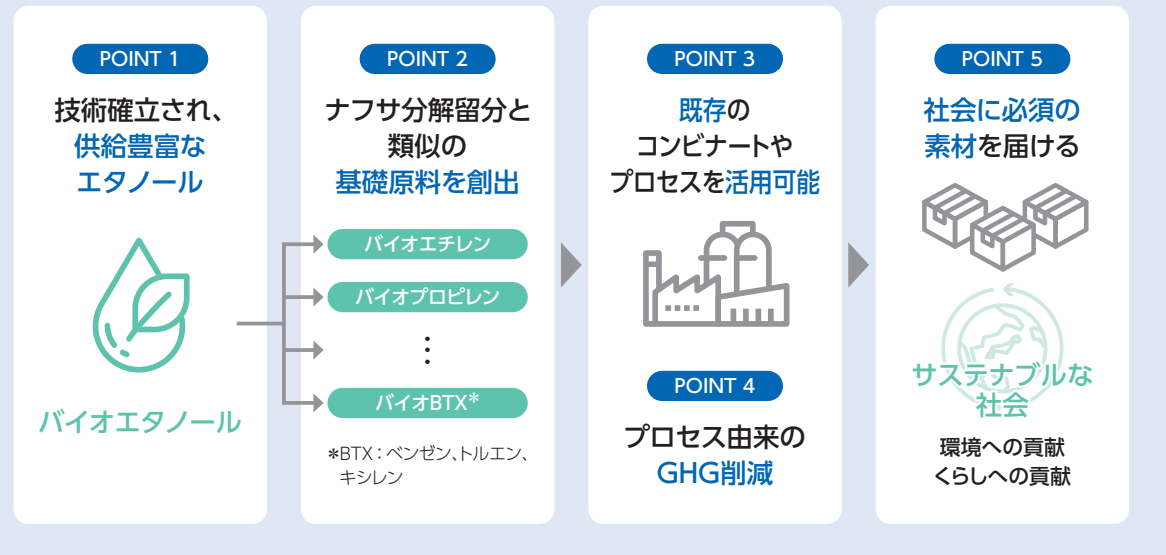 POINT 1
技術確立され、
供給豊富な
エタノール
バイオエタノール
POINT 2
ナフサ分解留分と
類似の
基礎原料を創出
バイオエチレン
バイオプロピレン
⋮
バイオBTX*
*BTX：ベンゼン、トルエン、
キシレン
POINT 3
既存の
コンビナートや
プロセスを活用可能
POINT 4
プロセス由来の
GHG削減
POINT 5
社会に必須の
素材を届ける
サステナブルな
社会
環境への貢献
くらしへの貢献